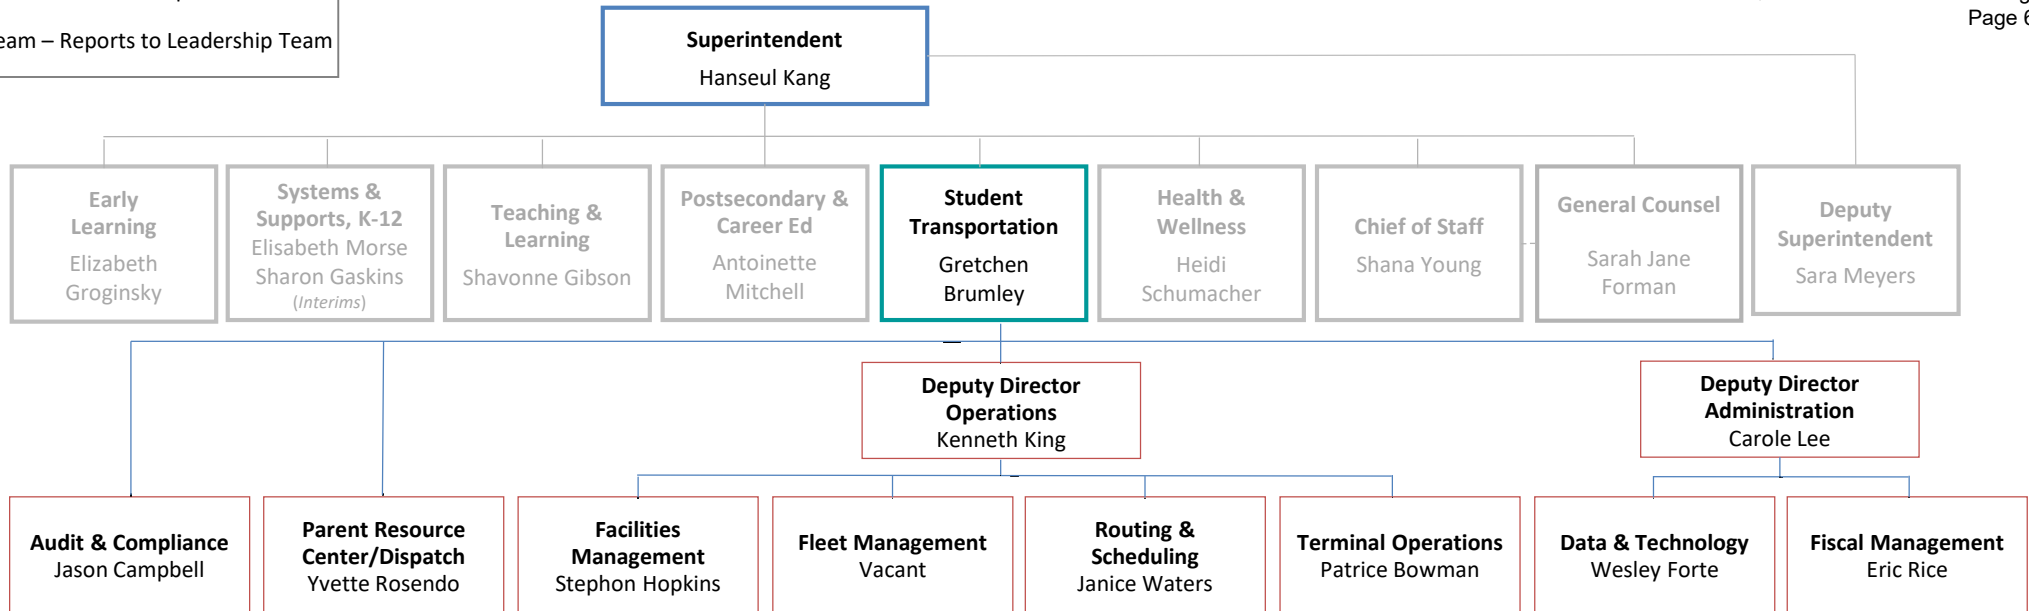 Page 6
eam – Reports to Leadership Team
Superintendent
Hanseul Kang
Early
Learning
Elizabeth
Groginsky
Systems &
Supports, K-12
Elisabeth Morse
Sharon Gaskins
(Interims)
Teaching &
Learning
Shavonne Gibson
Postsecondary &
Career Ed
Antoinette
Mitchell
Student
Transportation
Gretchen
Brumley
Health &
Wellness
Heidi
Schumacher
Chief of Staff
Shana Young
General Counsel
Sarah Jane
Forman
Deputy
Superintendent
Sara Meyers
Deputy Director
Operations
Kenneth King
Deputy Director
Administration
Carole Lee
Audit & Compliance
Jason Campbell
Parent Resource
Center/Dispatch
Yvette Rosendo
Facilities
Management
Stephon Hopkins
Fleet Management
Vacant
Routing &
Scheduling
Janice Waters
Terminal Operations
Patrice Bowman
Data & Technology
Wesley Forte
Fiscal Management
Eric Rice